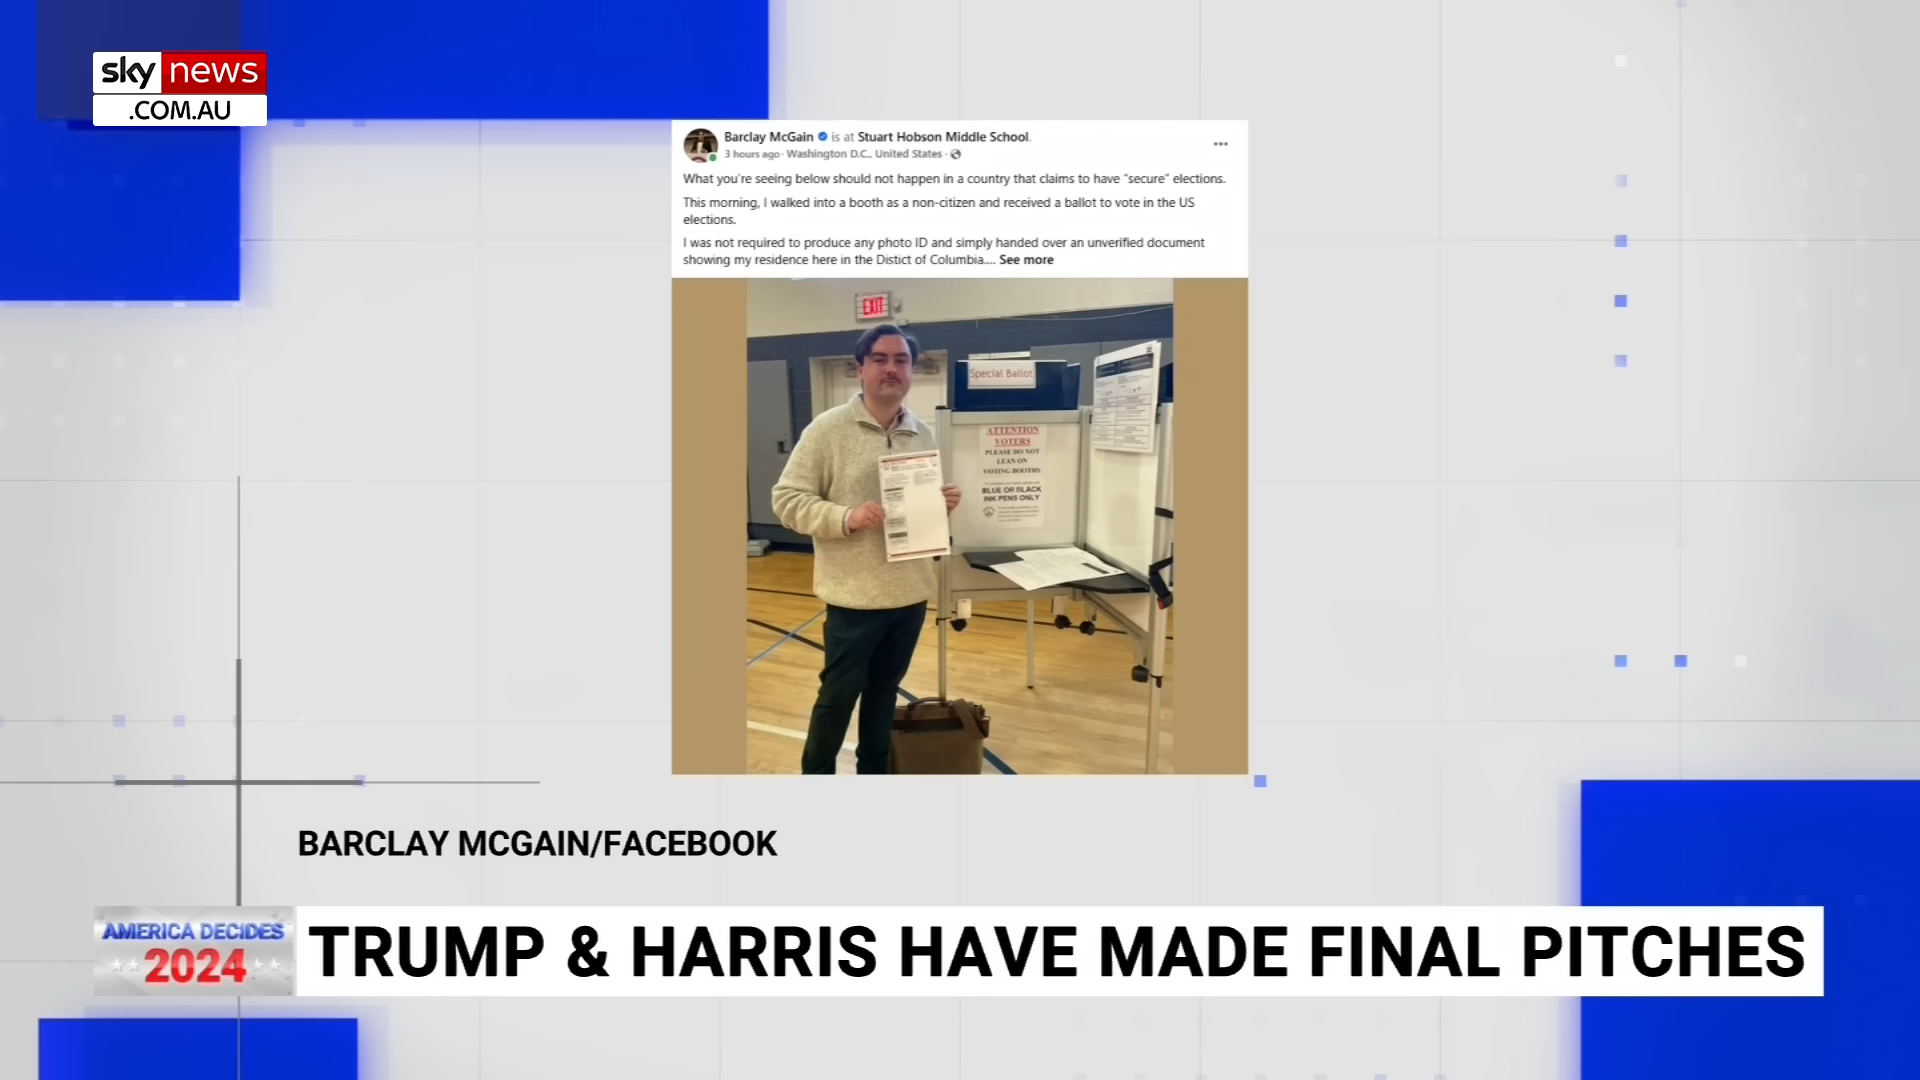 sky news
.COM.AU
Barclay McGain is at Stuart Hobson Middle School.
3 hours ago · Washington D.C., United States ·
What you're seeing below should not happen in a country that claims to have "secure" elections.
This morning, I walked into a booth as a non-citizen and received a ballot to vote in the US
elections.
I was not required to produce any photo ID and simply handed over an unverified document
showing my residence here in the Distict of Columbia.... See more
EXIT
Special Ballot
ATTENTION
VOTERS
PLEASE DO NOT
LEAN ON
VOTING BOOTHS
BLUE OR BLACK
INK PENS ONLY
BARCLAY MCGAIN/FACEBOOK
AMERICA DECIDES
2024
TRUMP & HARRIS HAVE MADE FINAL PITCHES